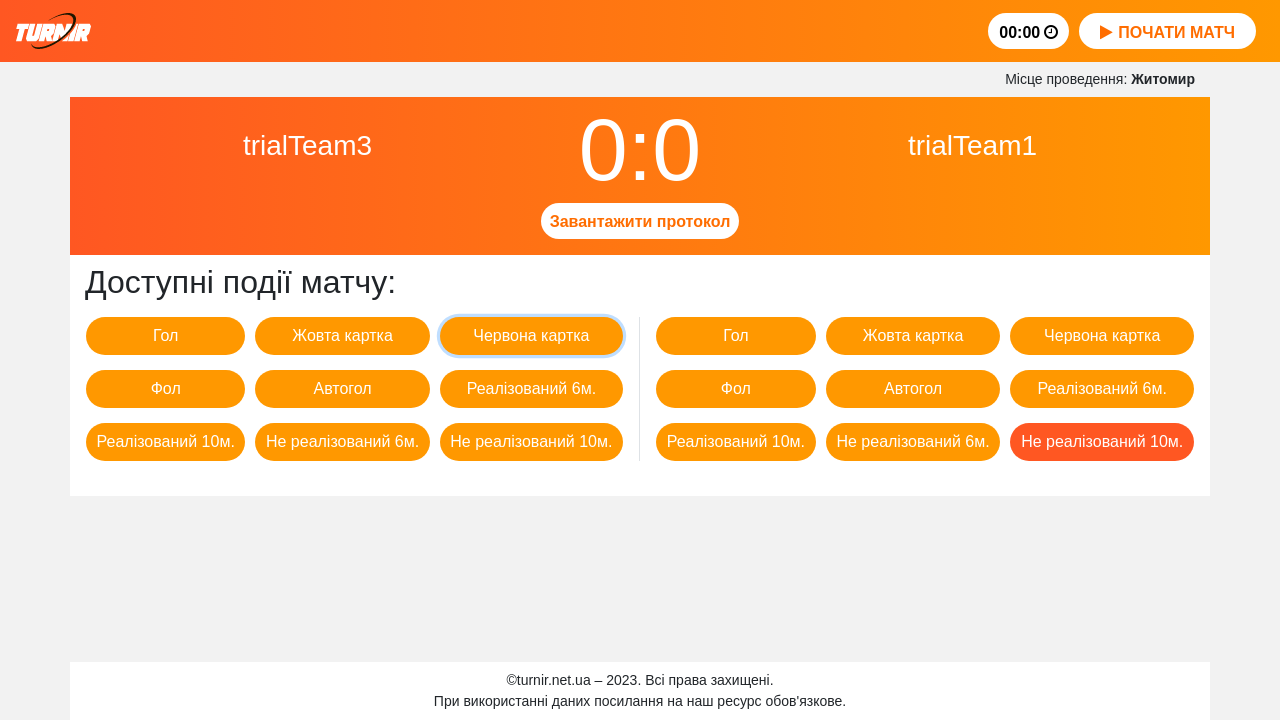 TURNIR
00:00
ПОЧАТИ МАТЧ
Місце проведення: Житомир
trialTeam3
0:0
trialTeam1
Завантажити протокол
Доступні події матчу:
Гол Жовта картка Червона картка Гол Жовта картка Червона картка
Фол Автогол Реалізований 6м. Фол Автогол Реалізований 6м.
Реалізований 10м. Не реалізований 6м. Не реалізований 10м. Реалізований 10м. Не реалізований 6м. Не реалізований 10м.
©turnir.net.ua – 2023. Всі права захищені.
При використанні даних посилання на наш ресурс обов'язкове.